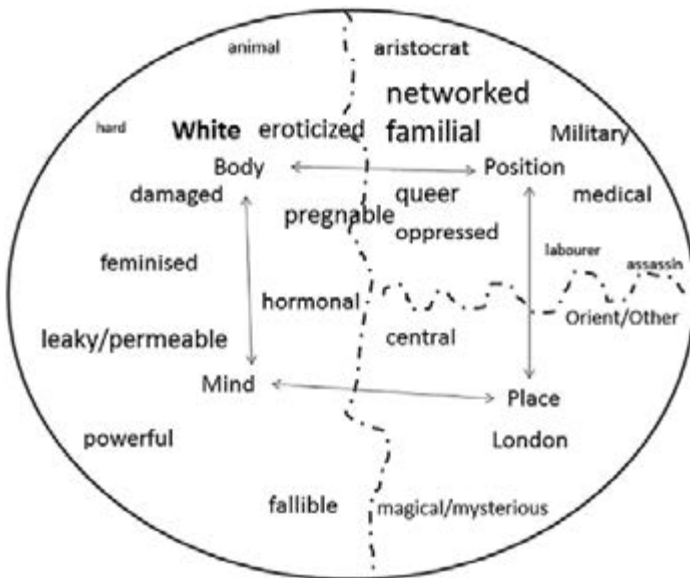 animal
aristocrat
networked
hard
White
eroticized
familial
Military
Body
Position
damaged
queer
medical
pregnable
oppressed
feminised
labourer
assassin
hormonal
Orient/Other
leaky/permeable
central
Mind
Place
powerful
London
fallible
magical/mysterious